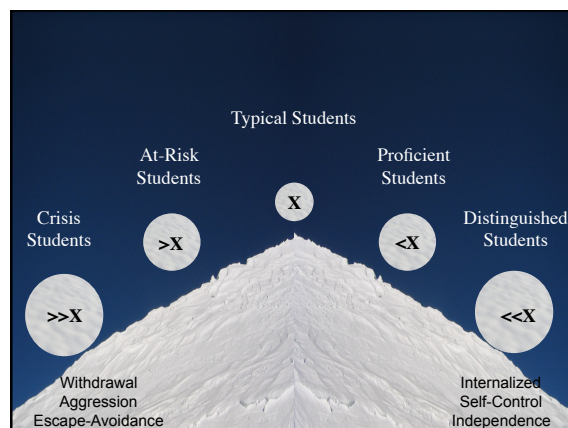 Typical Students
At-Risk
Students
Proficient
Students
X
Crisis
Students
>X
<X
Distinguished
Students
>>X
<<X
Withdrawal
Aggression
Escape-Avoidance
Internalized
Self-Control
Independence